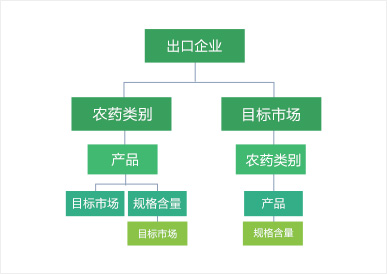 出口企业
农药类别
目标市场
产品
农药类别
目标市场
规格含量
产品
目标市场
规格含量